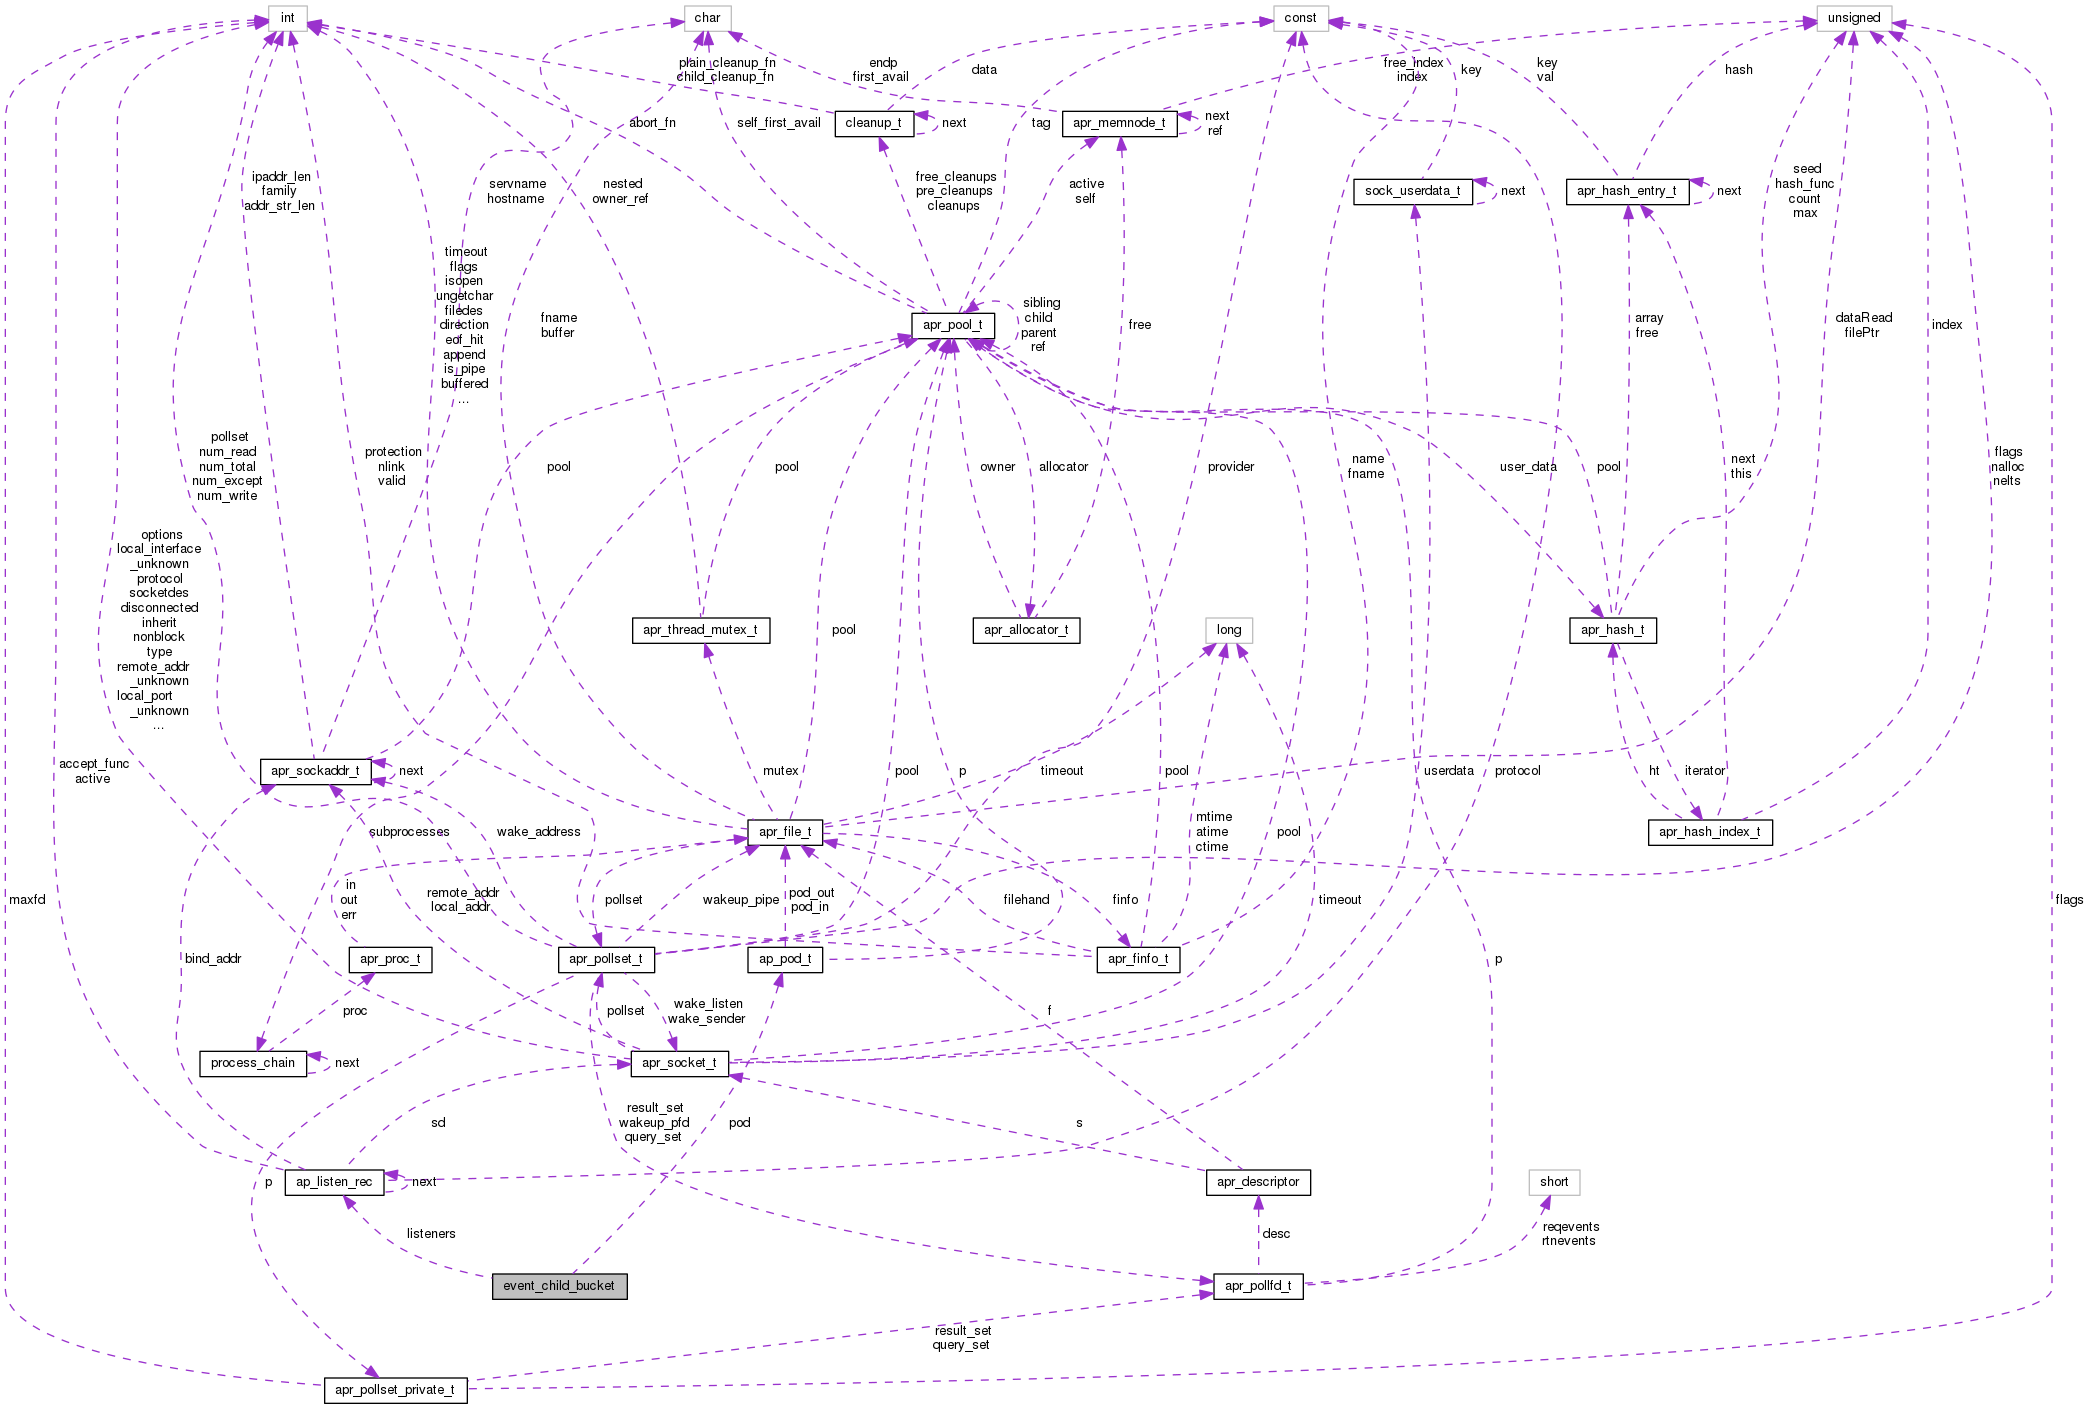 int
char
const
unsigned
plain_cleanup_fn
child_cleanup_fn
endp
first_avail
data
free_index
index
key
key
val
hash
cleanup_t
next
apr_memnode_t
next
ref
abort_fn
self_first_avail
tag
ipaddr_len
family
addr_str_len
servname
hostname
nested
owner_ref
free_cleanups
pre_cleanups
cleanups
active
self
sock_userdata_t
next
apr_hash_entry_t
next
seed
hash_func
count
max
timeout
flags
isopen
ungetchar
filedes
direction
eof_hit
append
is_pipe
buffered
...
fname
buffer
apr_pool_t
sibling
child
parent
ref
free
array
free
dataRead
filePtr
index
pollset
num_read
num_total
num_except
num_write
protection
nlink
valid
pool
pool
owner
allocator
provider
name
fname
user_data
pool
next
this
flags
nalloc
nelts
options
local_interface
_unknown
protocol
socketdes
disconnected
inherit
nonblock
type
remote_addr
_unknown
local_port
_unknown
...
apr_thread_mutex_t
pool
apr_allocator_t
long
apr_hash_t
accept_func
active
apr_sockaddr_t
next
mutex
pool
p
timeout
pool
userdata
protocol
ht
iterator
subprocesses
wake_address
apr_file_t
mtime
atime
ctime
pool
apr_hash_index_t
maxfd
in
out
err
remote_addr
local_addr
pollset
wakeup_pipe
pod_out
pod_in
filehand
finfo
timeout
flags
bind_addr
apr_proc_t
apr_pollset_t
ap_pod_t
apr_finfo_t
p
proc
pollset
wake_listen
wake_sender
f
process_chain
next
apr_socket_t
sd
result_set
wakeup_pfd
query_set
pod
s
p
ap_listen_rec
next
apr_descriptor
short
listeners
desc
reqevents
rtnevents
event_child_bucket
apr_pollfd_t
result_set
query_set
apr_pollset_private_t